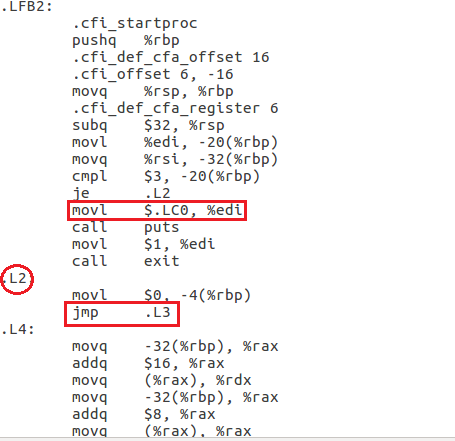 .LFB2:
.cfi_startproc
pushq %rbp
.cfi_def_cfa_offset 16
.cfi_offset 6, -16
movq %rsp, %rbp
.cfi_def_cfa_register 6
subq $32, %rsp
movl %edi, -20(%rbp)
movq %rsi, -32(%rbp)
cmpl $3, -20(%rbp)
je .L2
movl $.LC0, %edi
call puts
movl $1, %edi
call exit
.L2
movl $0, -4(%rbp)
jmp .L3
.L4:
movq -32(%rbp), %rax
addq $16, %rax
movq (%rax), %rdx
movq -32(%rbp), %rax
addq $8, %rax
movq (%rax), %rax